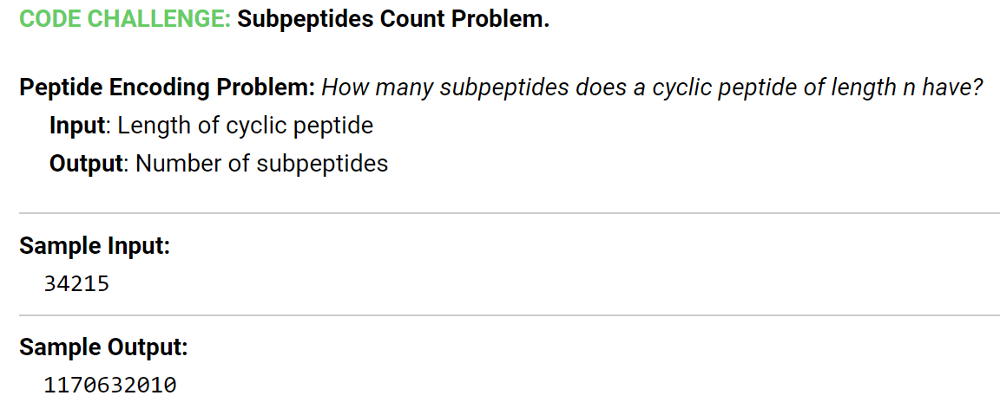 CODE CHALLENGE: Subpeptides Count Problem.
Peptide Encoding Problem: How many subpeptides does a cyclic peptide of length n have?
Input: Length of cyclic peptide
Output: Number of subpeptides
Sample Input:
34215
Sample Output:
1170632010